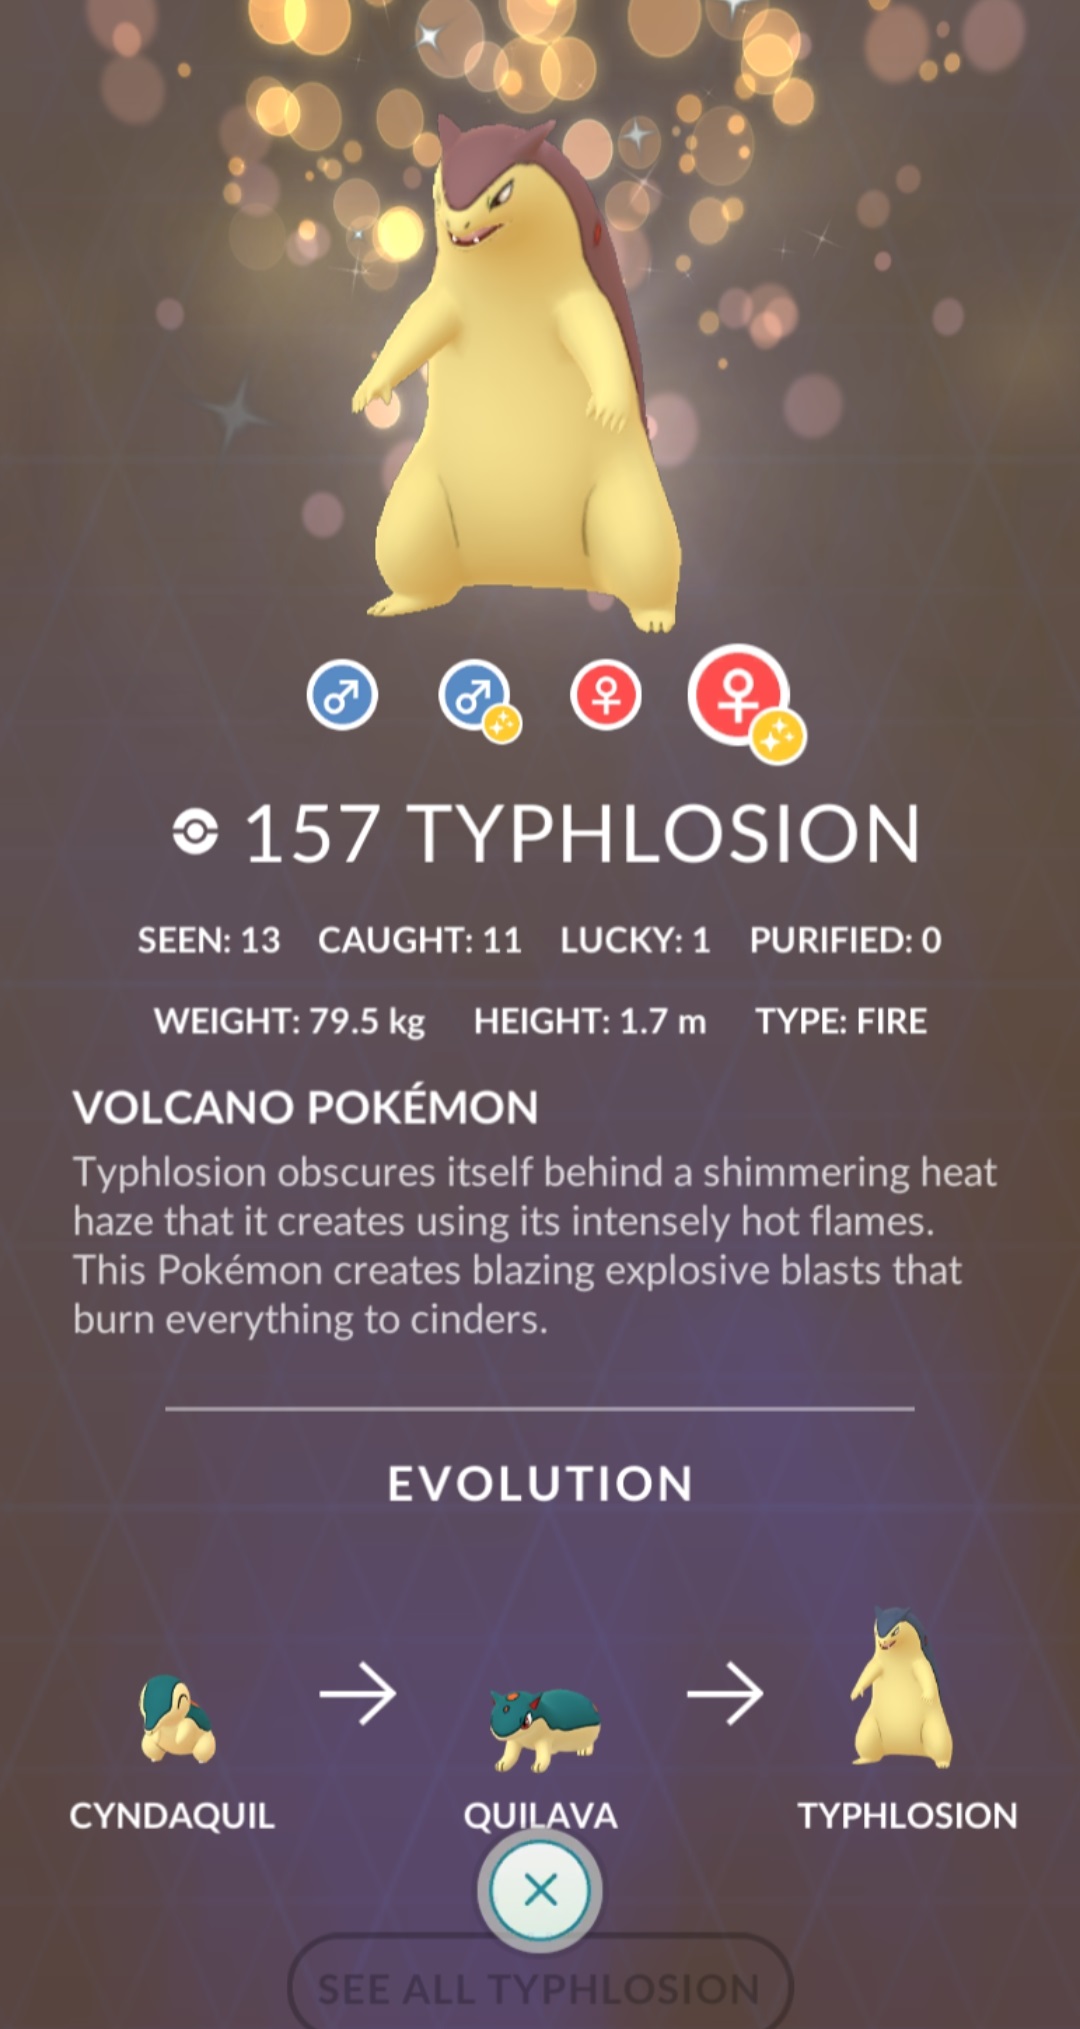 157 TYPHLOSION
SEEN: 13 CAUGHT: 11 LUCKY: 1 PURIFIED: 0
WEIGHT: 79.5 kg HEIGHT: 1.7 m TYPE: FIRE
VOLCANO POKÉMON
Typhlosion obscures itself behind a shimmering heat
haze that it creates using its intensely hot flames.
This Pokémon creates blazing explosive blasts that
burn everything to cinders.
EVOLUTION
CYNDAQUIL QUILAVA TYPHLOSION
SEE ALL TYPHLOSION